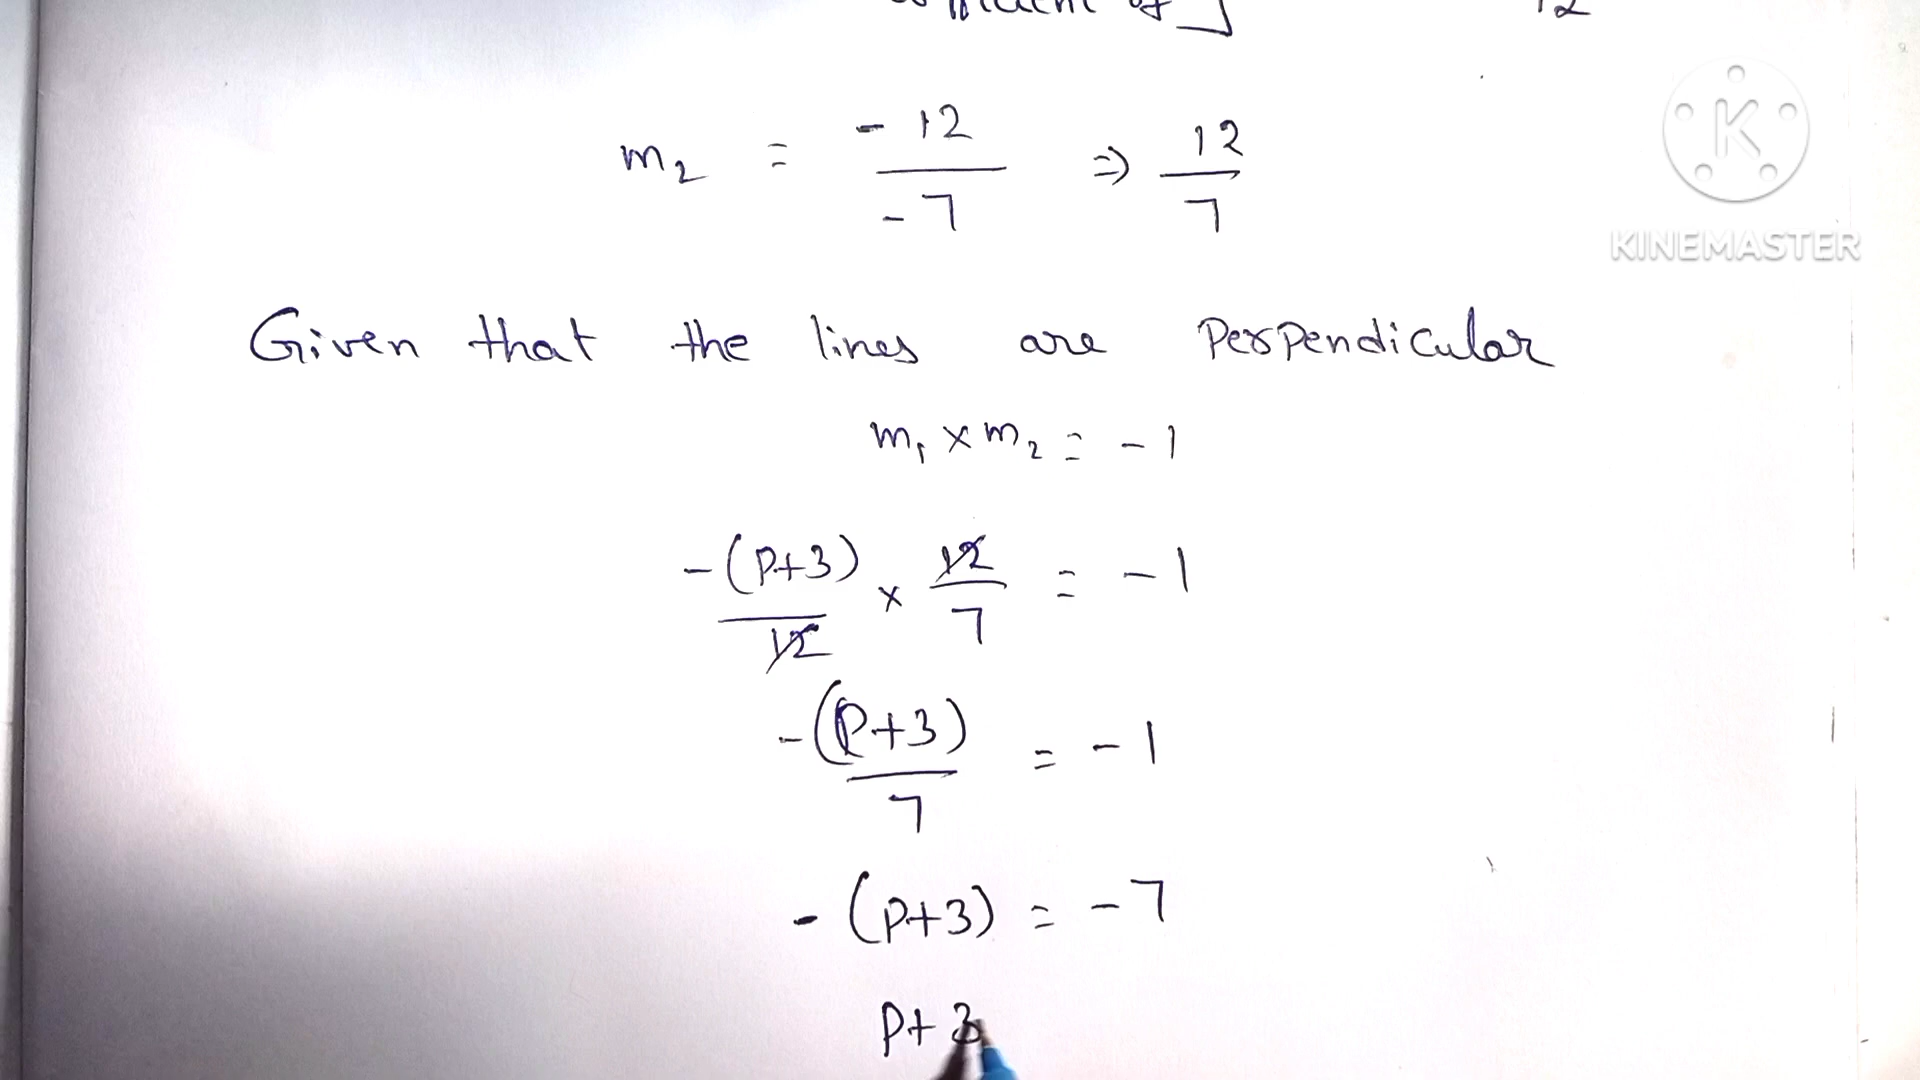 12
m₂ = -12/-7 ⇒ 12/7
KINEMASTER
Given that the lines are Perpendicular
m₁ × m₂ = -1
-(P+3)/12 × 12/7 = -1
-(P+3)/7 = -1
-(P+3) = -7
P+3